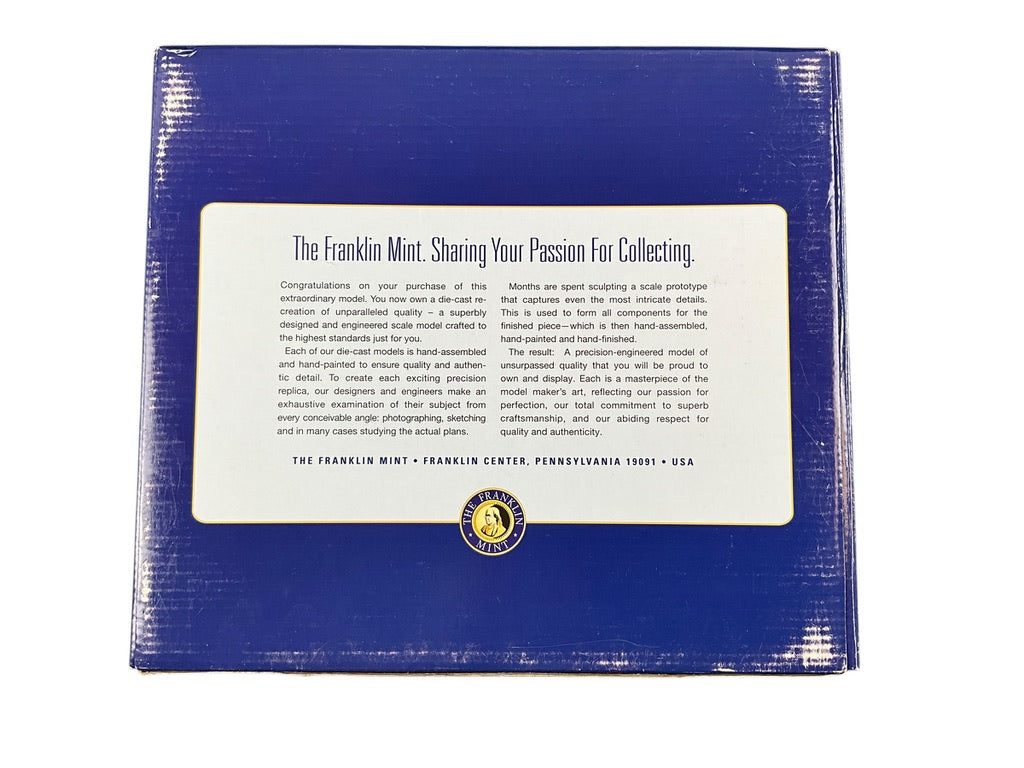 The Franklin Mint. Sharing Your Passion For Collecting.
Congratulations on your purchase of this
extraordinary model. You now own a die-cast re-
creation of unparalleled quality – a superbly
designed and engineered scale model crafted to
the highest standards just for you.
Each of our die-cast models is hand-assembled
and hand-painted to ensure quality and authen-
tic detail. To create each exciting precision
replica, our designers and engineers make an
exhaustive examination of their subject from
every conceivable angle: photographing, sketching
and in many cases studying the actual plans.
Months are spent sculpting a scale prototype
that captures even the most intricate details.
This is used to form all components for the
finished piece—which is then hand-assembled,
hand-painted and hand-finished.
The result: A precision-engineered model of
unsurpassed quality that you will be proud to
own and display. Each is a masterpiece of the
model maker's art, reflecting our passion for
perfection, our total commitment to superb
craftsmanship, and our abiding respect for
quality and authenticity.
THE FRANKLIN MINT • FRANKLIN CENTER, PENNSYLVANIA 19091 • USA
THE FRANKLIN
MINT